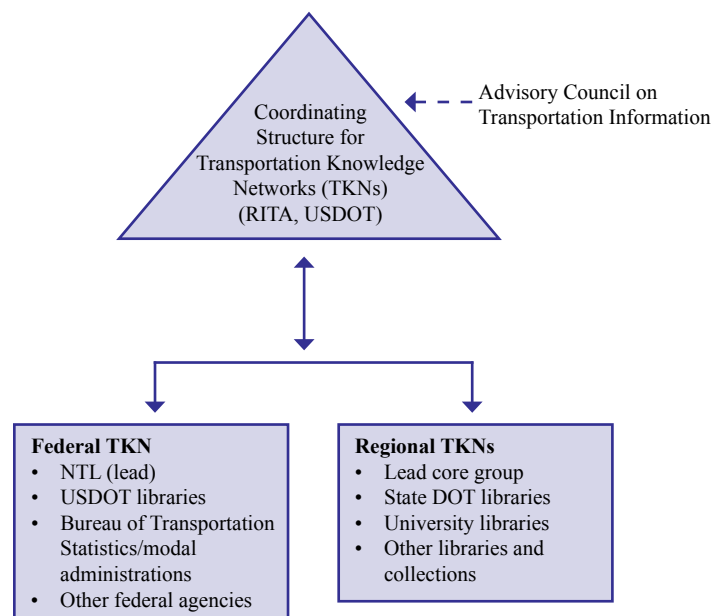 Coordinating
Structure for
Transportation Knowledge
Networks (TKNs)
(RITA, USDOT)
Advisory Council on
Transportation Information
Federal TKN
• NTL (lead)
• USDOT libraries
• Bureau of Transportation
Statistics/modal
administrations
• Other federal agencies
Regional TKNs
• Lead core group
• State DOT libraries
• University libraries
• Other libraries and
collections